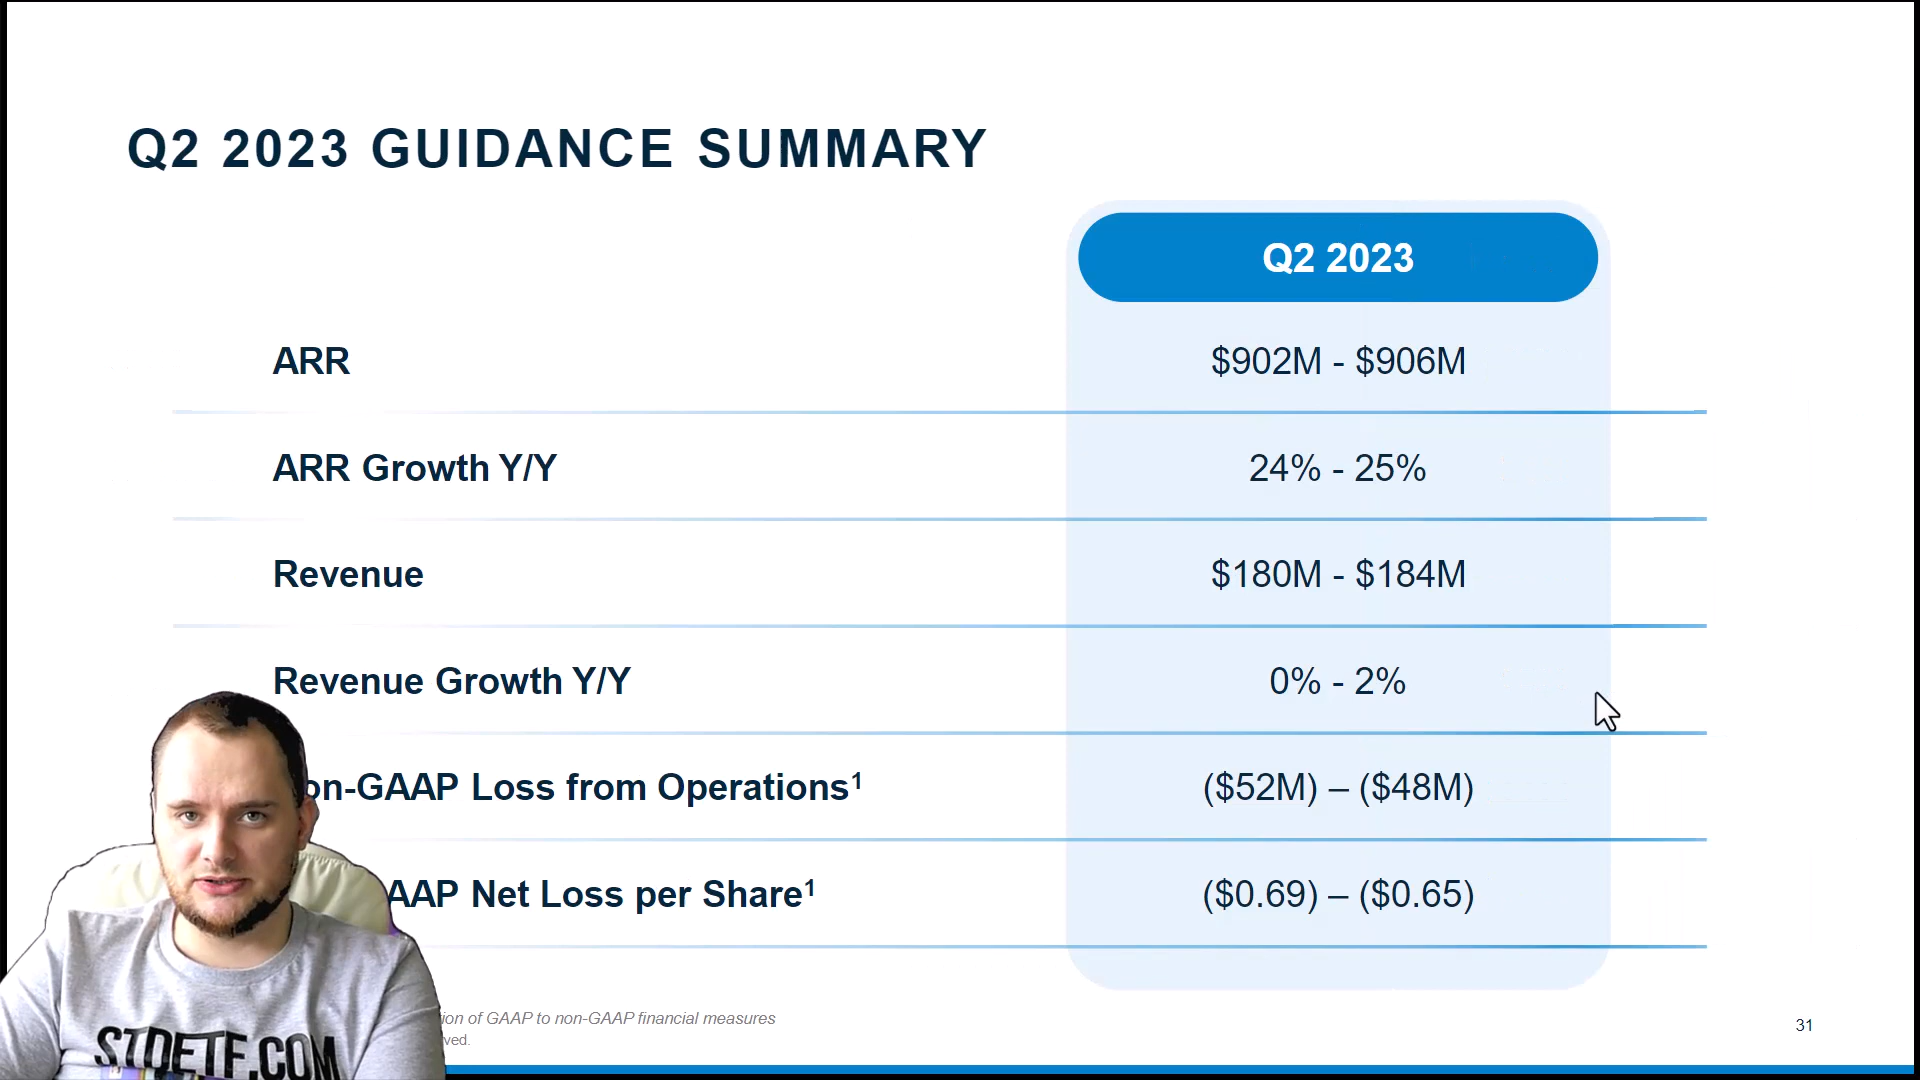 Q2 2023 GUIDANCE SUMMARY
Q2 2023
ARR $902M - $906M
ARR Growth Y/Y 24% - 25%
Revenue $180M - $184M
Revenue Growth Y/Y 0% - 2%
on-GAAP Loss from Operations¹ ($52M) – ($48M)
AAP Net Loss per Share¹ ($0.69) – ($0.65)
ion of GAAP to non-GAAP financial measures
ved.
31
STDETF.COM